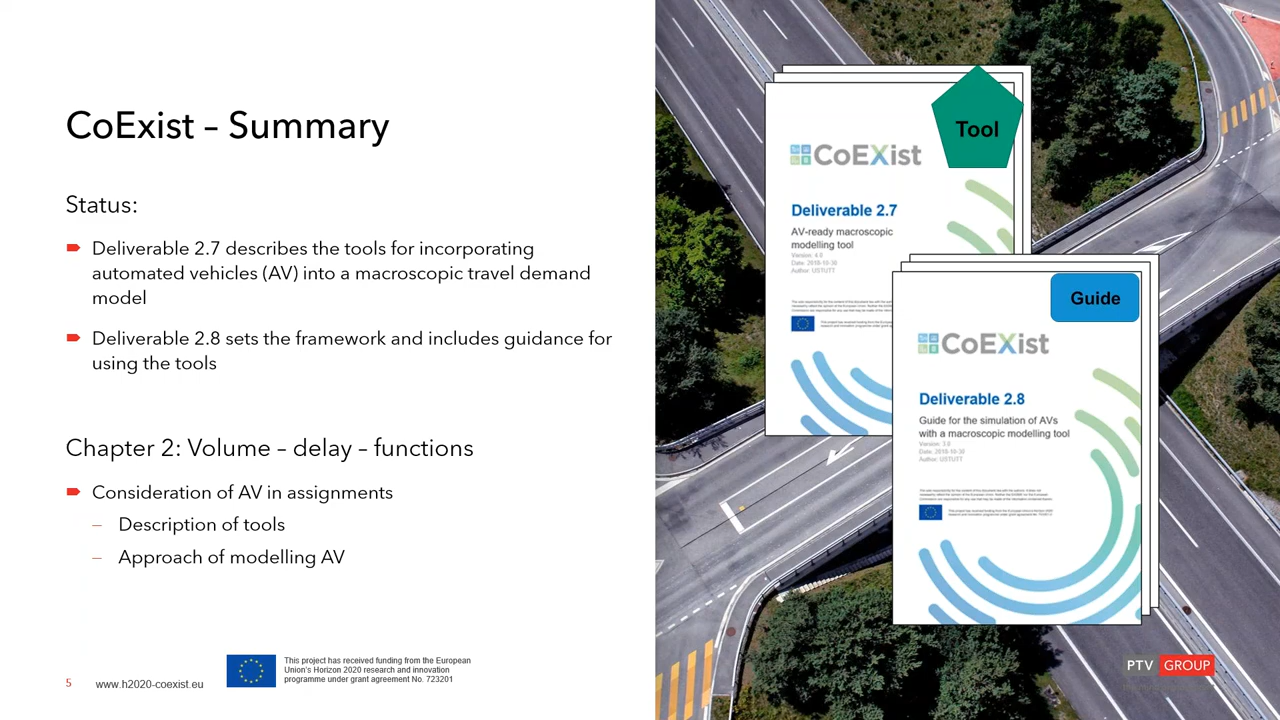 CoExist – Summary
Status:
Deliverable 2.7 describes the tools for incorporating
automated vehicles (AV) into a macroscopic travel demand
model
Deliverable 2.8 sets the framework and includes guidance for
using the tools
Chapter 2: Volume – delay – functions
Consideration of AV in assignments
– Description of tools
– Approach of modelling AV
5
www.h2020-coexist.eu
This project has received funding from the European
Union's Horizon 2020 research and innovation
programme under grant agreement No. 723201
Tool
CoEXist
Deliverable 2.7
AV-ready macroscopic
modelling tool
Version: 4.0
Date: 2018-10-30
Author: USTUTT
Guide
CoEXist
Deliverable 2.8
Guide for the simulation of AVs
with a macroscopic modelling tool
Version: 3.0
Date: 2018-10-30
Author: USTUTT
PTV GROUP